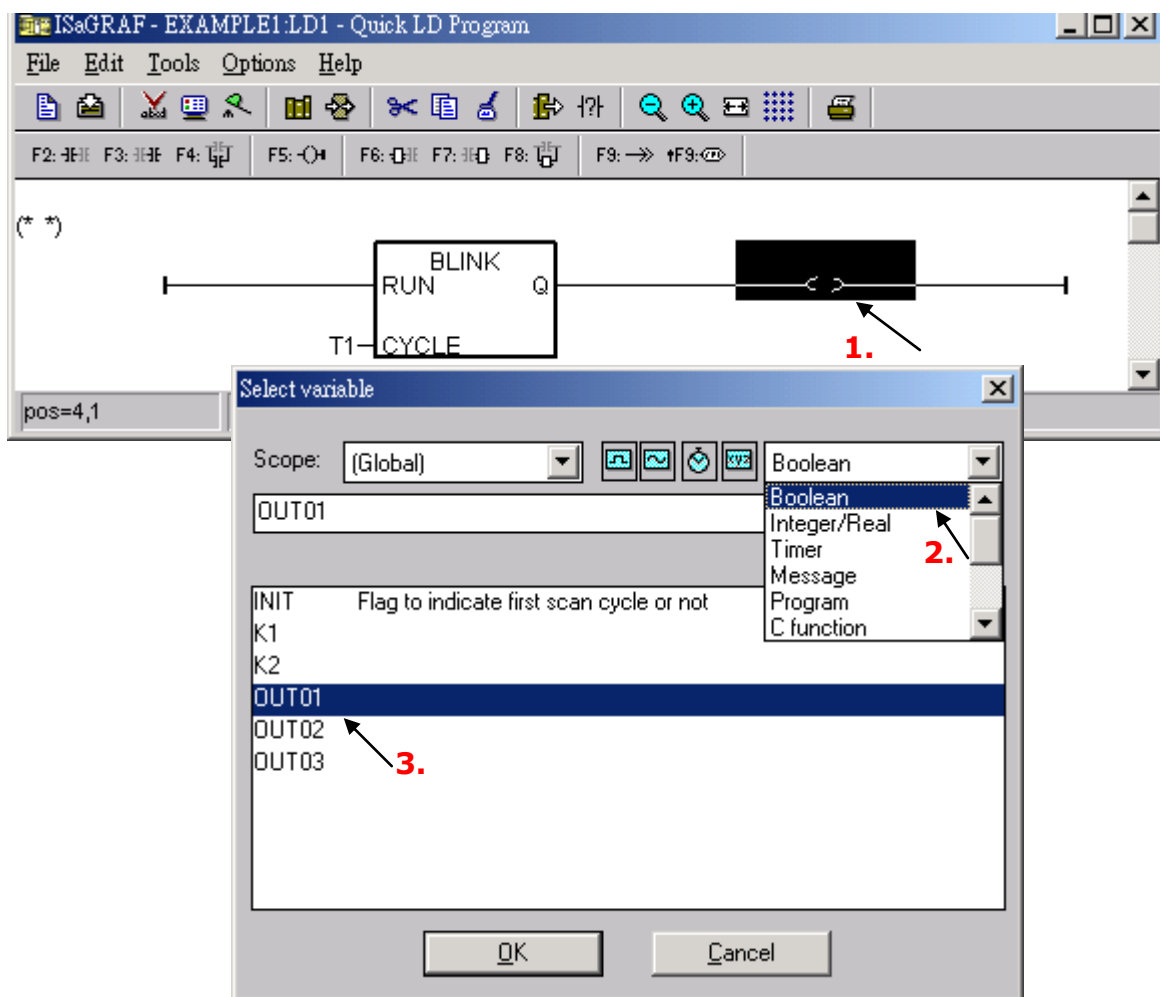 ISaGRAF - EXAMPLE1:LD1 - Quick LD Program
File Edit Tools Options Help
F2: F3: F4: F5: F6: F7: F8: F9: F9:
(* *)
BLINK
RUN Q
T1 CYCLE
1.
pos=4,1
Select variable
Scope: (Global) xyz Boolean
OUT01
Boolean
Integer/Real
Timer
Message
Program
C function
2.
INIT Flag to indicate first scan cycle or not
K1
K2
OUT01
OUT02
OUT03
3.
OK Cancel